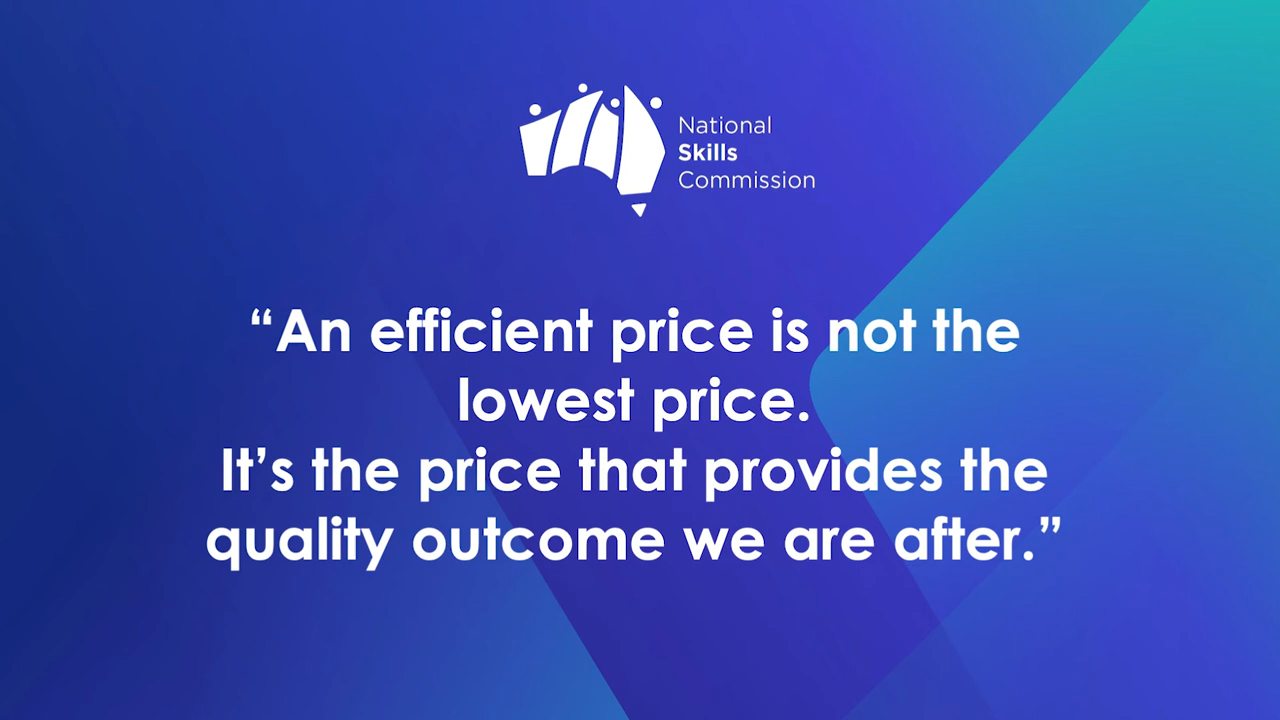 National
Skills
Commission
“An efficient price is not the
lowest price.
It’s the price that provides the
quality outcome we are after.”